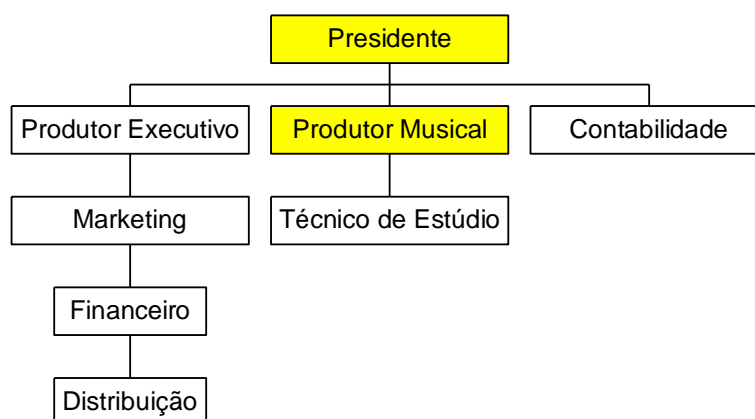 Presidente
Produtor Executivo
Produtor Musical
Contabilidade
Marketing
Técnico de Estúdio
Financeiro
Distribuição